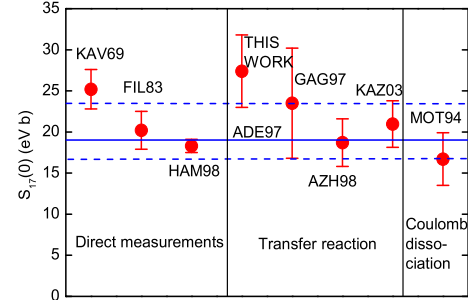 35
30
25
20
15
10
5
0
S17(0) (eV b)
KAV69
FIL83
HAM98
THIS
WORK
GAG97
KAZ03
MOT94
ADE97
AZH98
Direct measurements
Transfer reaction
Coulomb
disso-
ciation